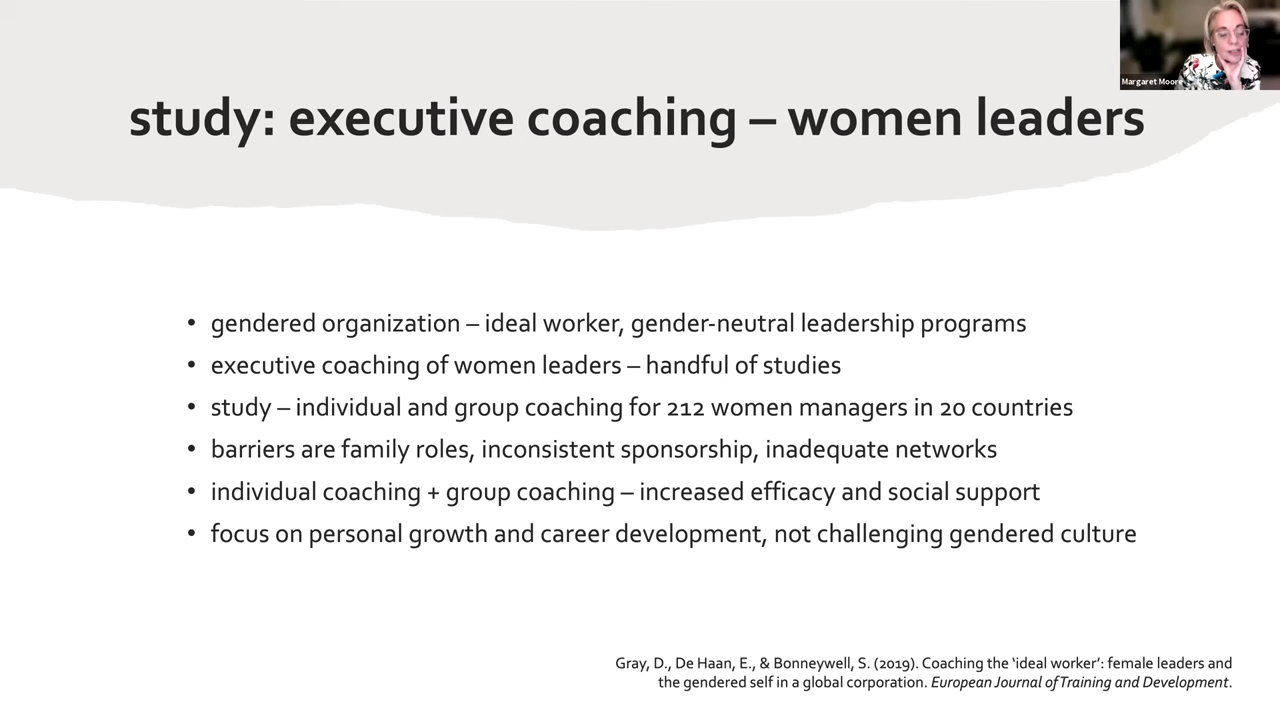 Margaret Moore
study: executive coaching – women leaders
• gendered organization – ideal worker, gender-neutral leadership programs
• executive coaching of women leaders – handful of studies
• study – individual and group coaching for 212 women managers in 20 countries
• barriers are family roles, inconsistent sponsorship, inadequate networks
• individual coaching + group coaching – increased efficacy and social support
• focus on personal growth and career development, not challenging gendered culture
Gray, D., De Haan, E., & Bonneywell, S. (2019). Coaching the ‘ideal worker’: female leaders and
the gendered self in a global corporation. European Journal of Training and Development.